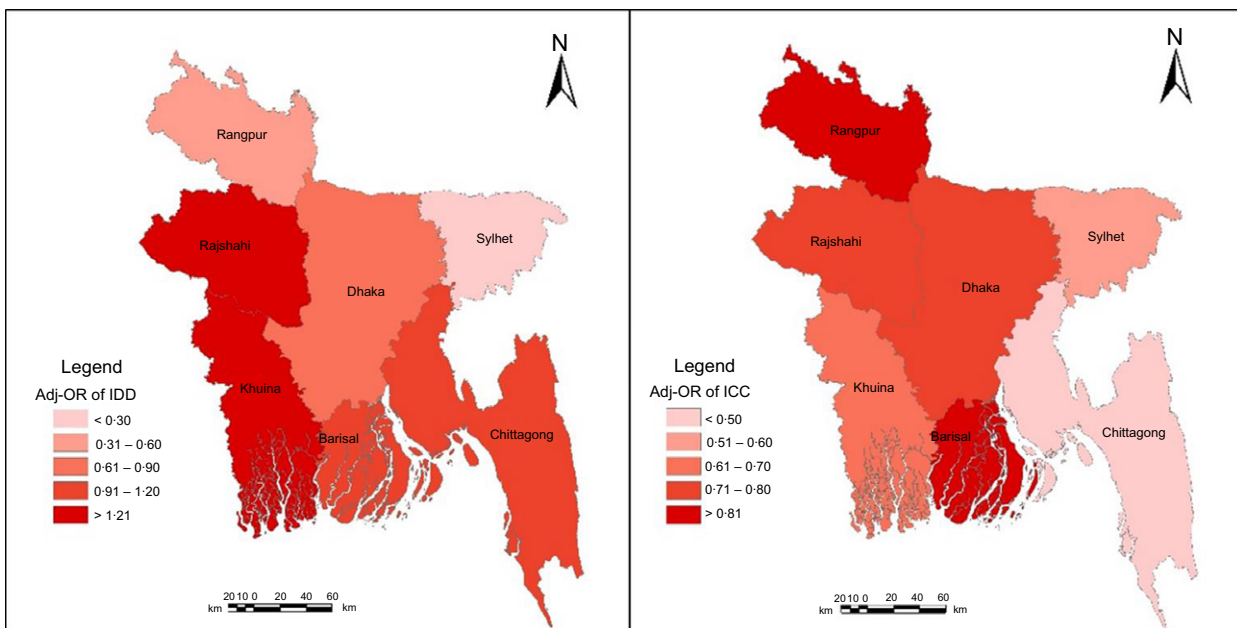 N
Rangpur
Rajshahi
Sylhet
Dhaka
Khuina
Barisal
Chittagong
Legend
Adj-OR of IDD
< 0·30
0·31 – 0·60
0·61 – 0·90
0·91 – 1·20
> 1·21
20 10 0 20 40 60
km km
N
Rangpur
Rajshahi
Sylhet
Dhaka
Khuina
Barisal
Chittagong
Legend
Adj-OR of ICC
< 0·50
0·51 – 0·60
0·61 – 0·70
0·71 – 0·80
> 0·81
20 10 0 20 40 60
km km